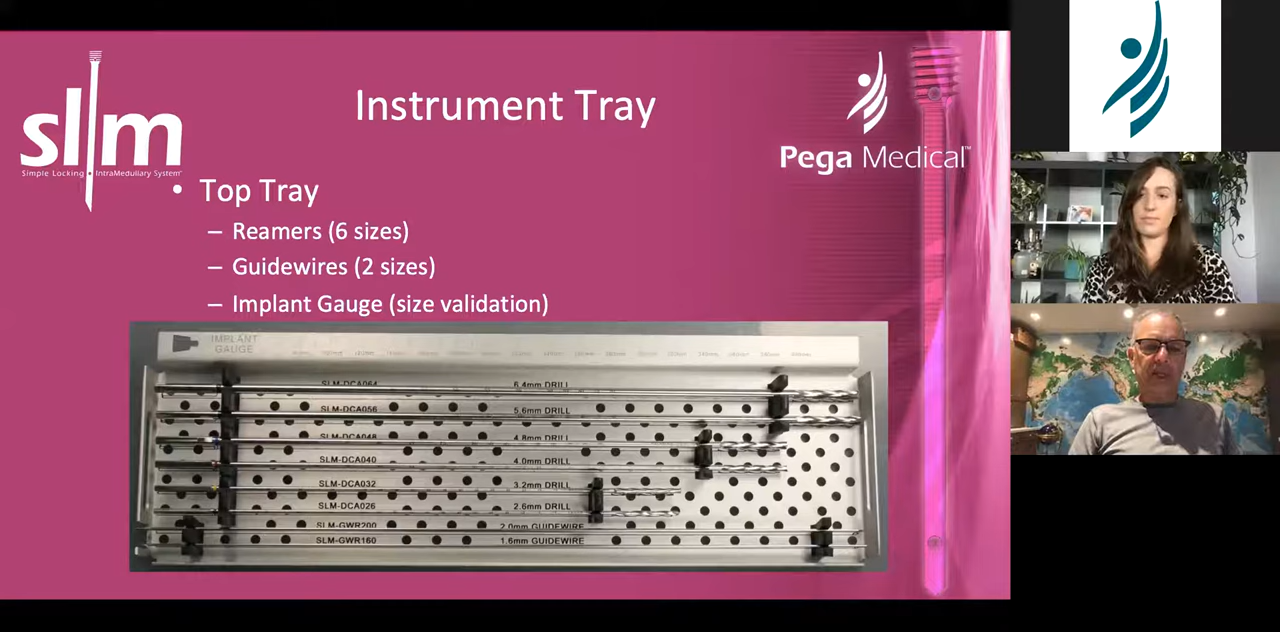 slim
Simple Locking • IntraMedullary System™
Instrument Tray
Pega Medical™
• Top Tray
– Reamers (6 sizes)
– Guidewires (2 sizes)
– Implant Gauge (size validation)
IMPLANT
GAUGE
SLM-DCA064 6.4mm DRILL
SLM-DCA056 5.6mm DRILL
SLM-DCA048 4.8mm DRILL
SLM-DCA040 4.0mm DRILL
SLM-DCA032 3.2mm DRILL
SLM-DCA026 2.6mm DRILL
SLM-GWR200 2.0mm GUIDEWIRE
SLM-GWR160 1.6mm GUIDEWIRE